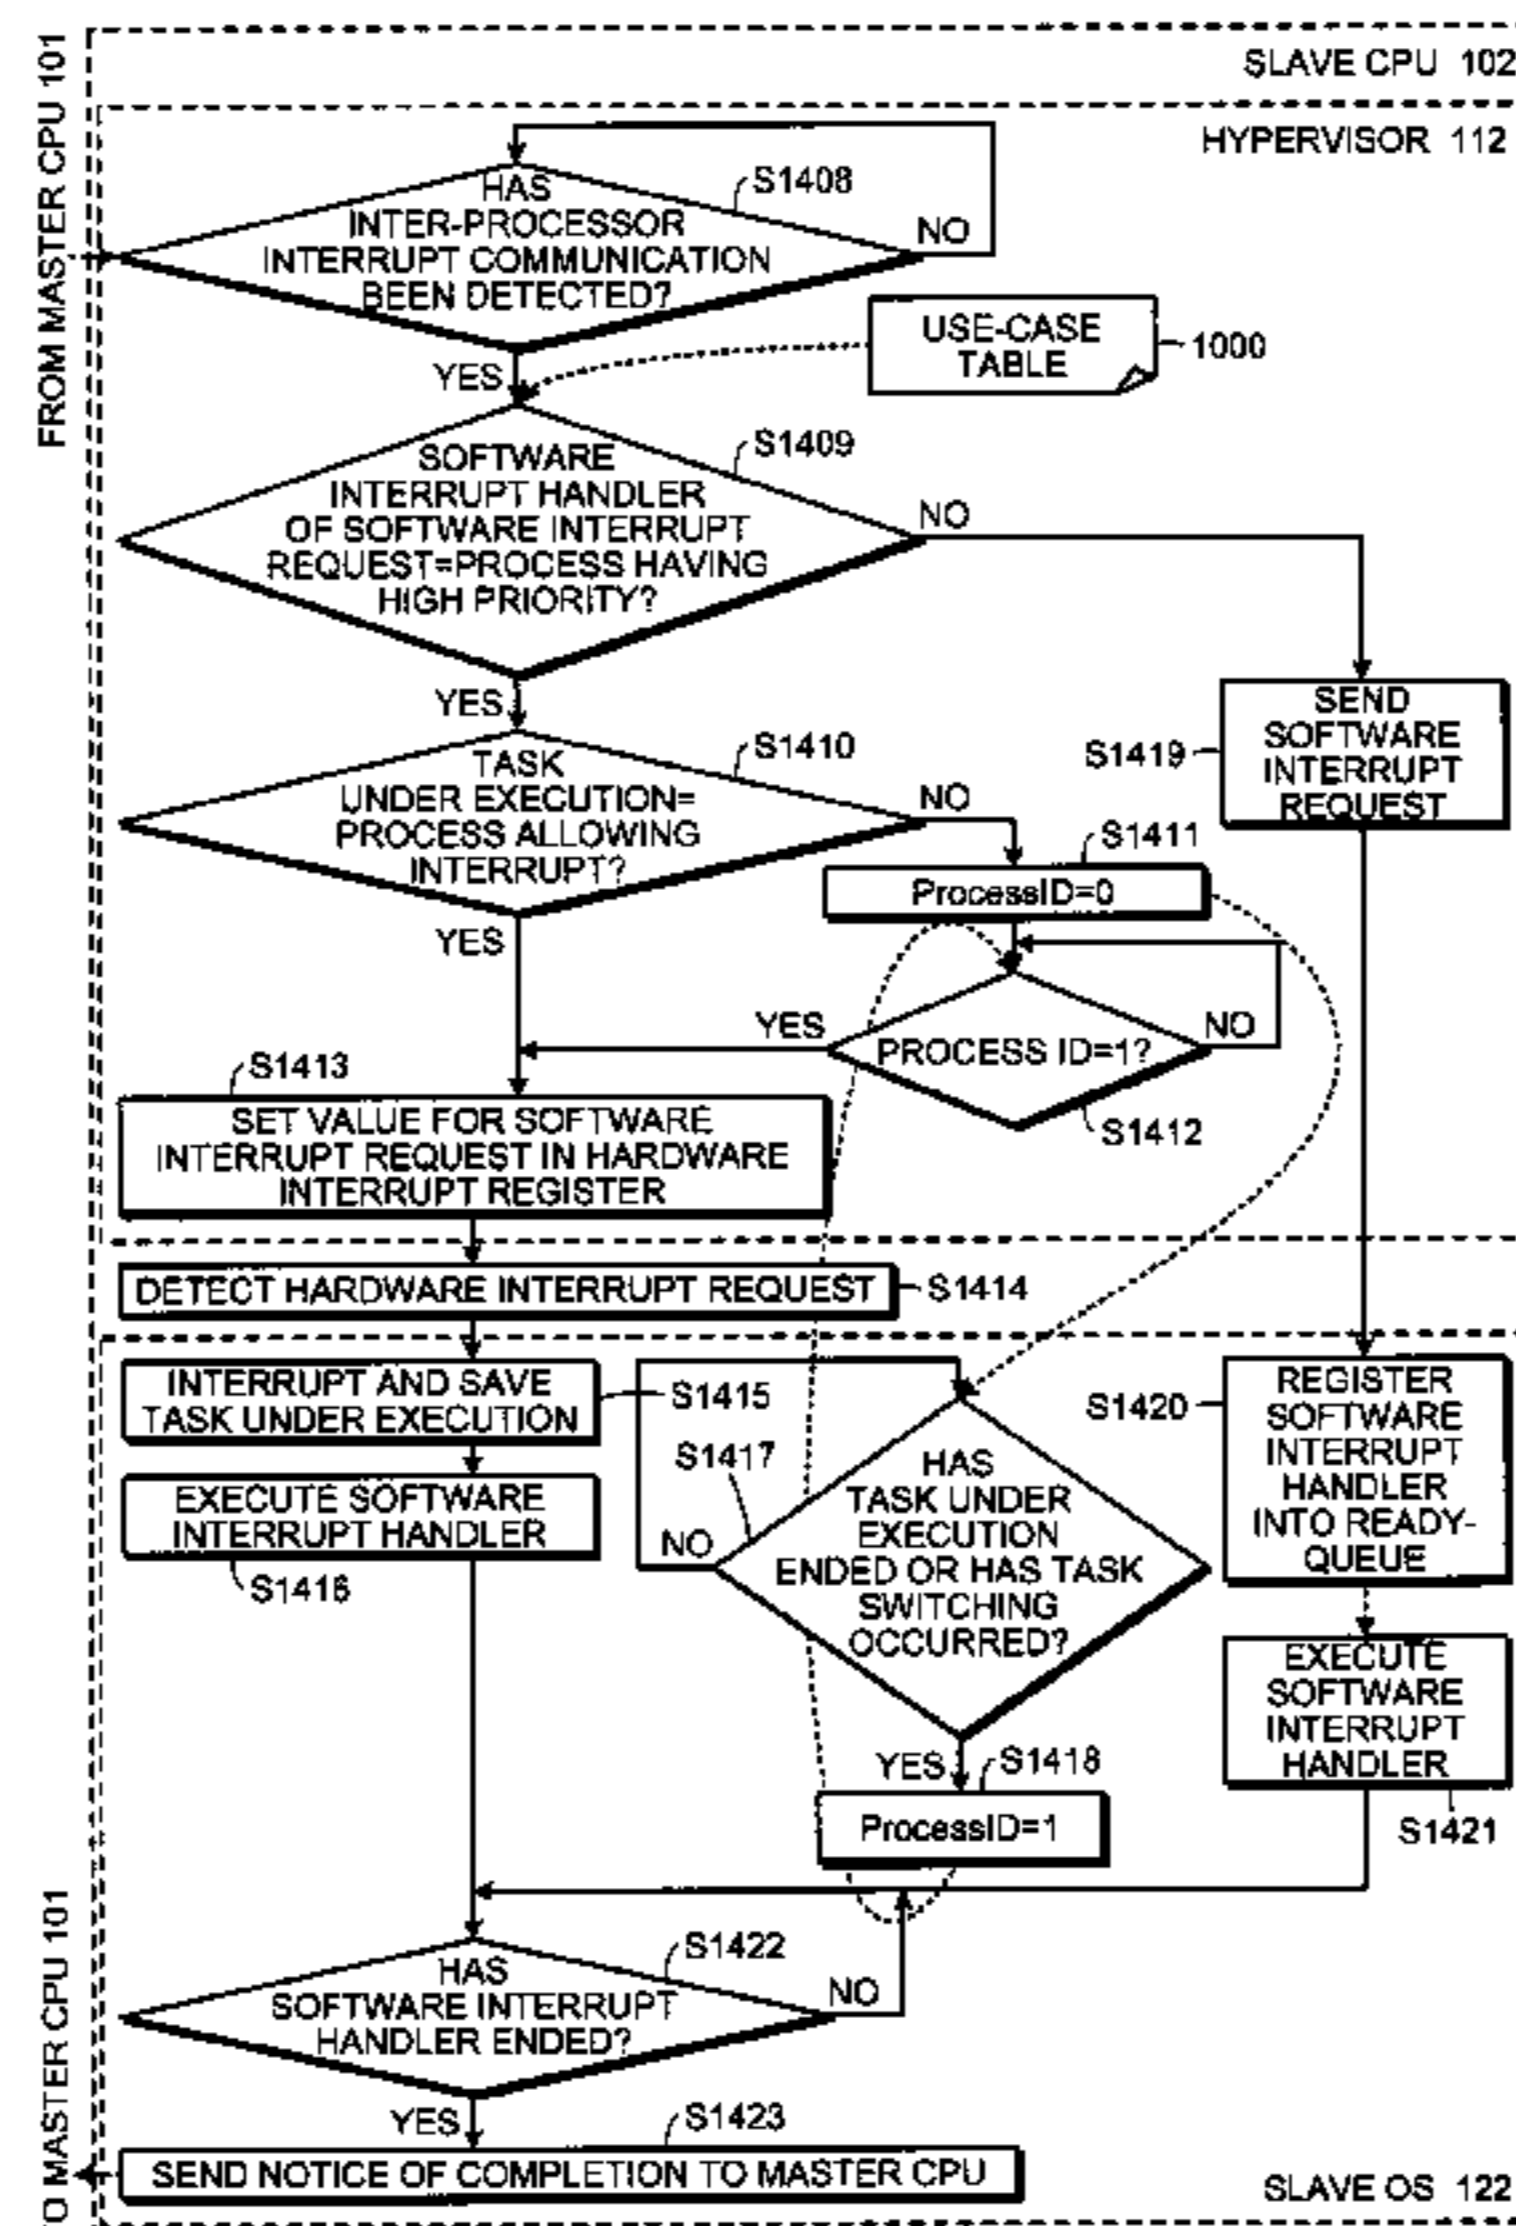 FROM MASTER CPU 101
SLAVE CPU 102
HYPERVISOR 112
HAS
INTER-PROCESSOR
INTERRUPT COMMUNICATION
BEEN DETECTED?
S1408
NO
YES
USE-CASE
TABLE
1000
SOFTWARE
INTERRUPT HANDLER
OF SOFTWARE INTERRUPT
REQUEST=PROCESS HAVING
HIGH PRIORITY?
S1409
NO
YES
SEND
SOFTWARE
INTERRUPT
REQUEST
S1419
TASK
UNDER EXECUTION=
PROCESS ALLOWING
INTERRUPT?
S1410
NO
YES
S1411
ProcessID=0
PROCESS ID=1?
YES
NO
S1412
S1413
SET VALUE FOR SOFTWARE
INTERRUPT REQUEST IN HARDWARE
INTERRUPT REGISTER
DETECT HARDWARE INTERRUPT REQUEST
S1414
INTERRUPT AND SAVE
TASK UNDER EXECUTION
S1415
EXECUTE SOFTWARE
INTERRUPT HANDLER
S1416
S1417
HAS
TASK UNDER
EXECUTION
ENDED OR HAS TASK
SWITCHING
OCCURRED?
NO
YES
S1418
ProcessID=1
S1420
REGISTER
SOFTWARE
INTERRUPT
HANDLER
INTO READY-
QUEUE
EXECUTE
SOFTWARE
INTERRUPT
HANDLER
S1421
HAS
SOFTWARE INTERRUPT
HANDLER ENDED?
S1422
NO
YES
S1423
SEND NOTICE OF COMPLETION TO MASTER CPU
TO MASTER CPU 101
SLAVE OS 122